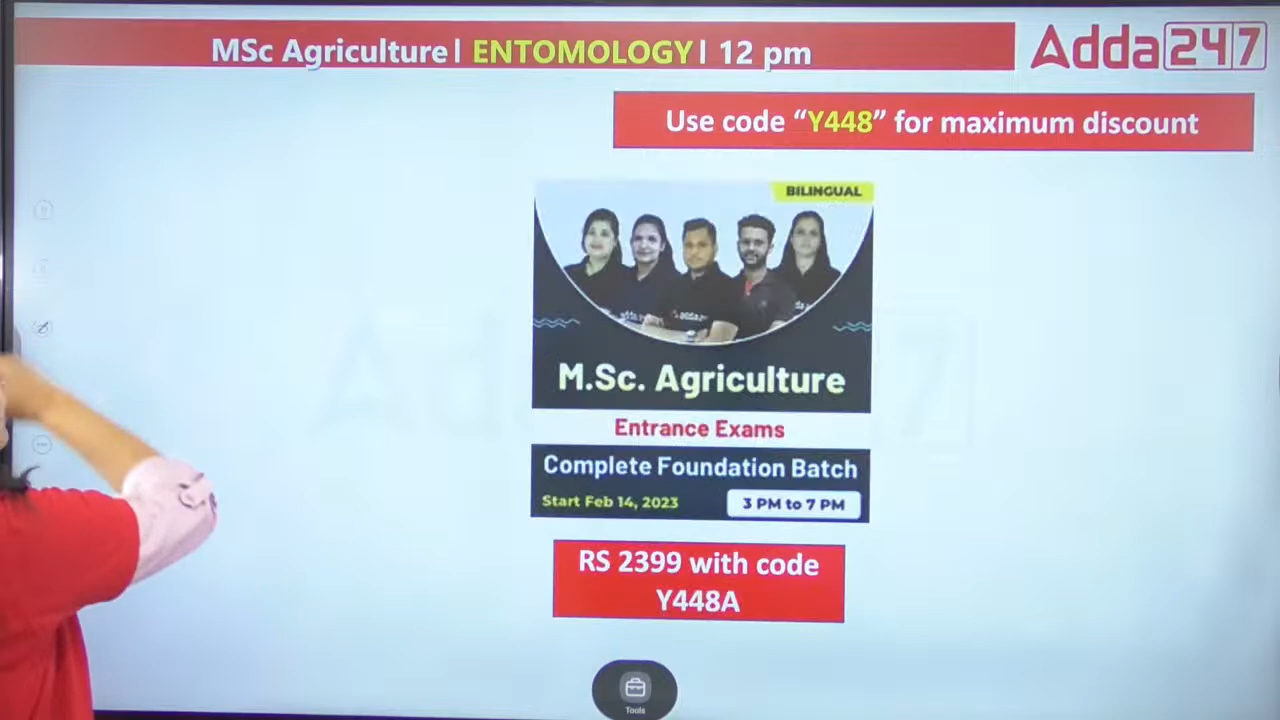 MSc Agriculture| ENTOMOLOGY| 12 pm
Adda247
Use code “Y448” for maximum discount
BILINGUAL
M.Sc. Agriculture
Entrance Exams
Complete Foundation Batch
Start Feb 14, 2023
3 PM to 7 PM
RS 2399 with code
Y448A
Tools